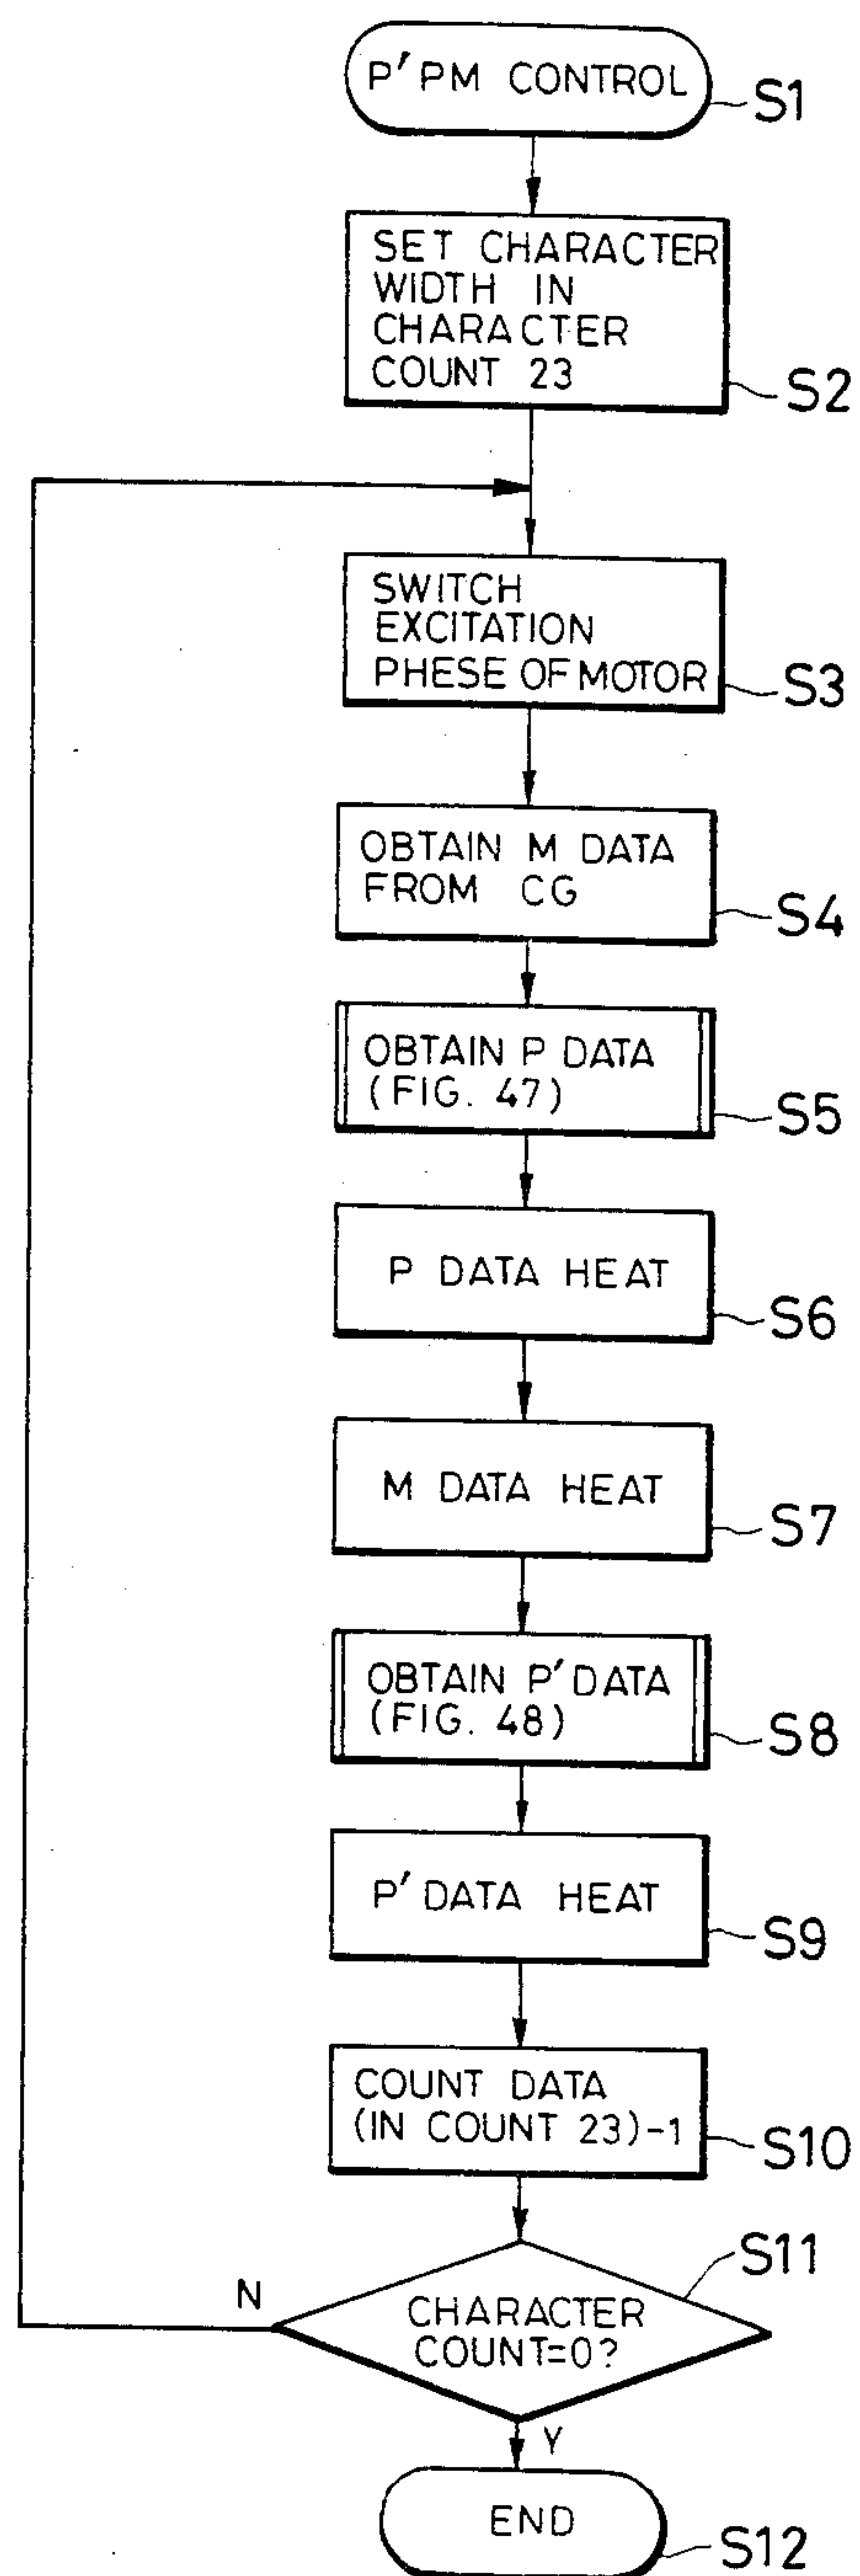 P'PM CONTROL
S1
SET CHARACTER
WIDTH IN
CHARACTER
COUNT 23
S2
SWITCH
EXCITATION
PHESE OF MOTOR
S3
OBTAIN M DATA
FROM CG
S4
OBTAIN P DATA
(FIG. 47)
S5
P DATA HEAT
S6
M DATA HEAT
S7
OBTAIN P'DATA
(FIG. 48)
S8
P'DATA HEAT
S9
COUNT DATA
(IN COUNT 23)-1
S10
S11
N
CHARACTER
COUNT=0?
Y
END
S12